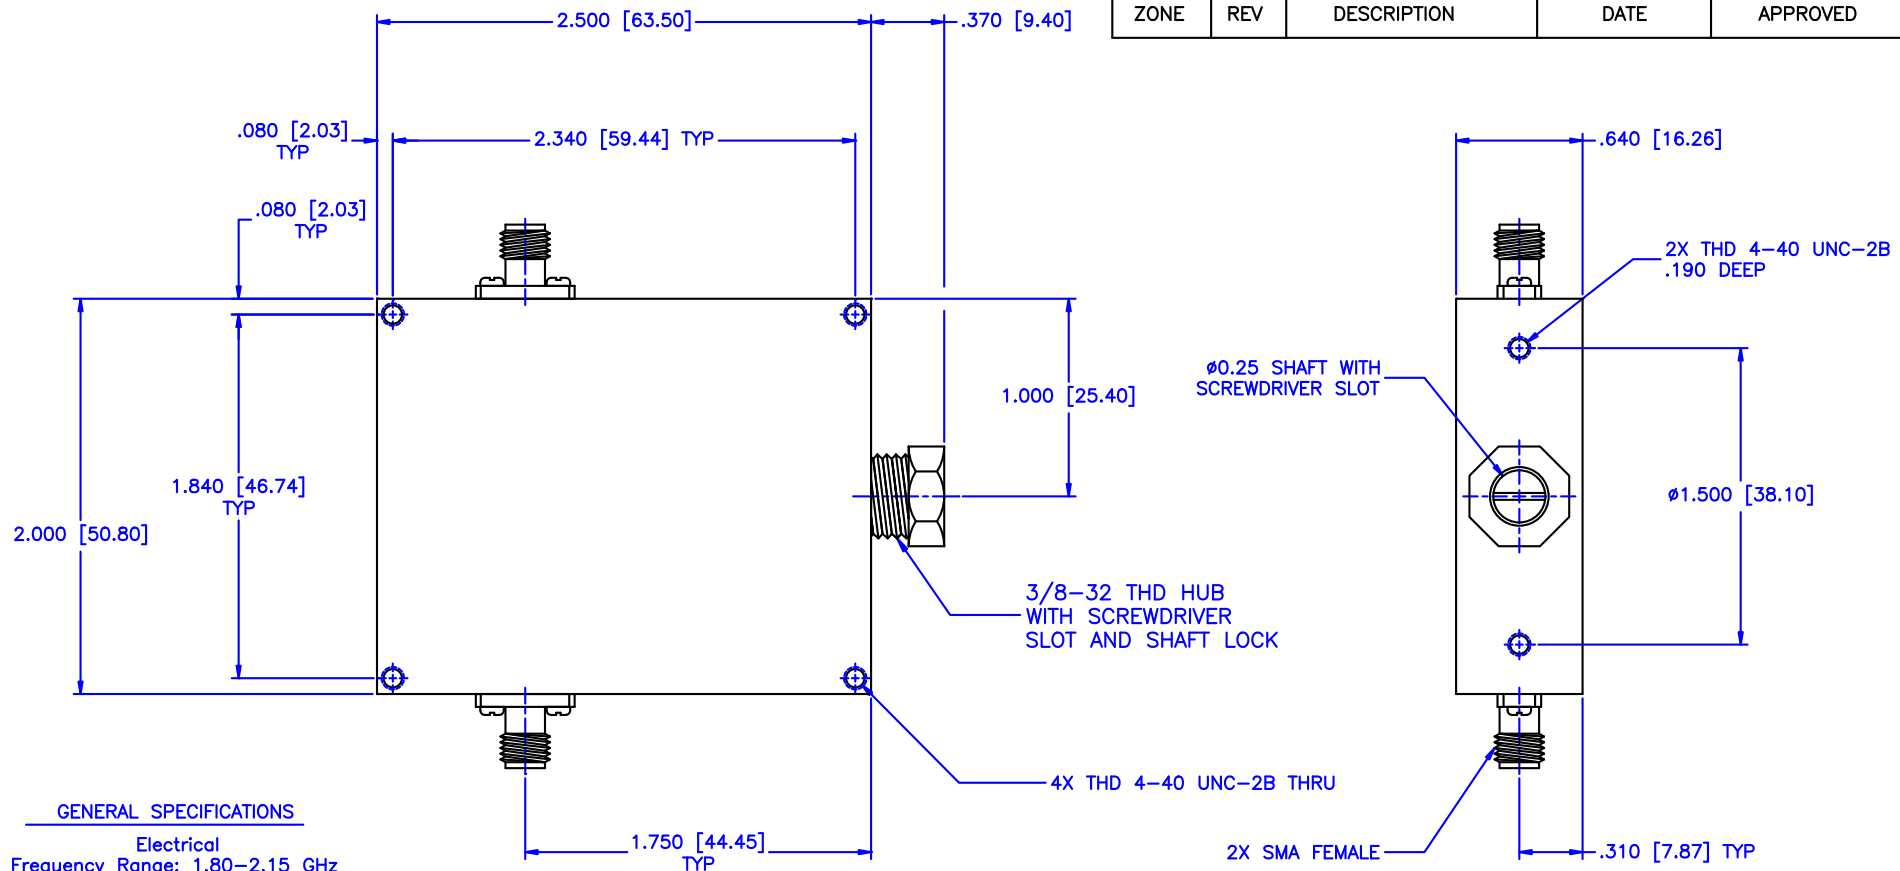 2.500 [63.50]
.370 [9.40]
ZONE REV DESCRIPTION DATE APPROVED
.080 [2.03]
TYP
2.340 [59.44] TYP
.640 [16.26]
.080 [2.03]
TYP
2X THD 4-40 UNC-2B
.190 DEEP
ø0.25 SHAFT WITH
SCREWDRIVER SLOT
1.000 [25.40]
1.840 [46.74]
TYP
ø1.500 [38.10]
2.000 [50.80]
3/8-32 THD HUB
WITH SCREWDRIVER
SLOT AND SHAFT LOCK
4X THD 4-40 UNC-2B THRU
GENERAL SPECIFICATIONS
Electrical
Frequency Range: 1.80-2.15 GHz
1.750 [44.45]
TYP
2X SMA FEMALE
.310 [7.87] TYP